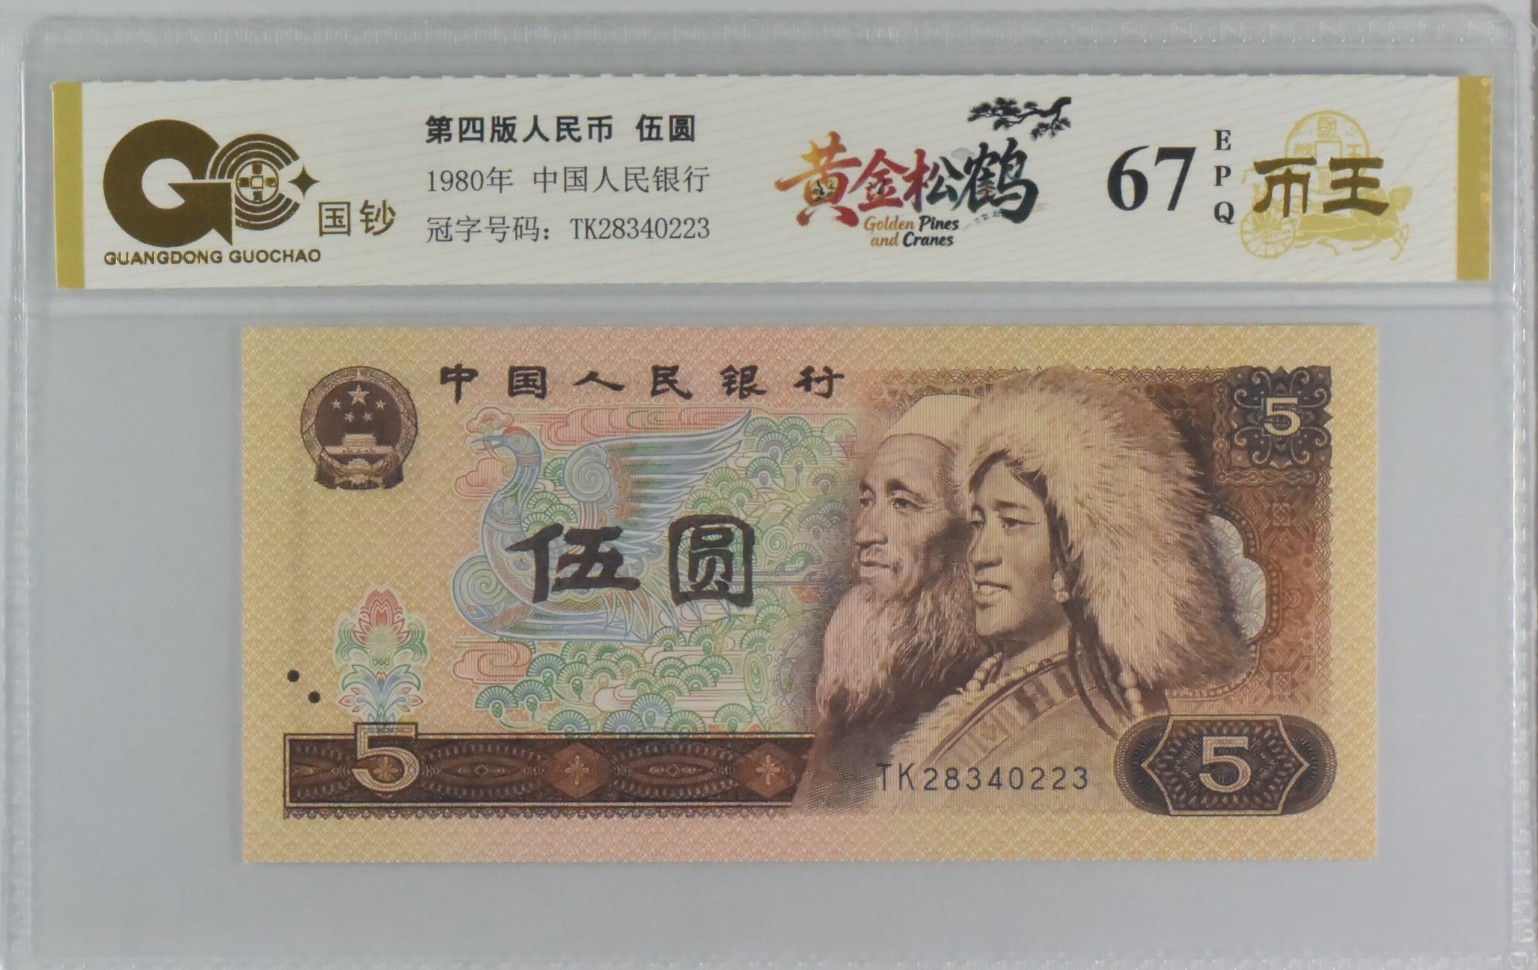 国钞
GUANGDONG GUOCHAO
第四版人民币 伍圆
1980年 中国人民银行
冠字号码：TK28340223
黄金松鹤
Golden Pines
and Cranes
67
EPQ
币王
中国人民银行
5
伍圆
5
TK28340223
5